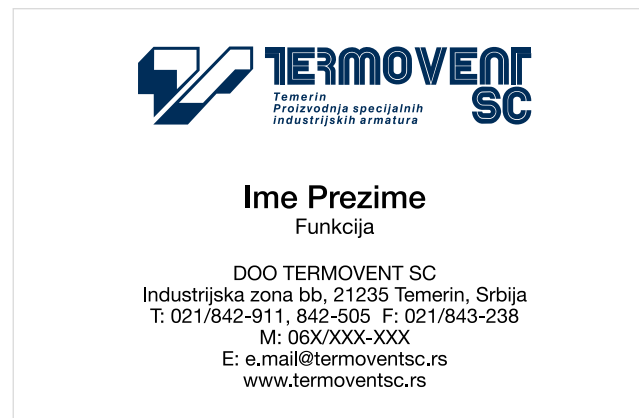 TERMOVENT
SC
Temerin
Proizvodnja specijalnih
industrijskih armatura
Ime Prezime
Funkcija
DOO TERMOVENT SC
Industrijska zona bb, 21235 Temerin, Srbija
T: 021/842-911, 842-505 F: 021/843-238
M: 06X/XXX-XXX
E: e.mail@termoventsc.rs
www.termoventsc.rs